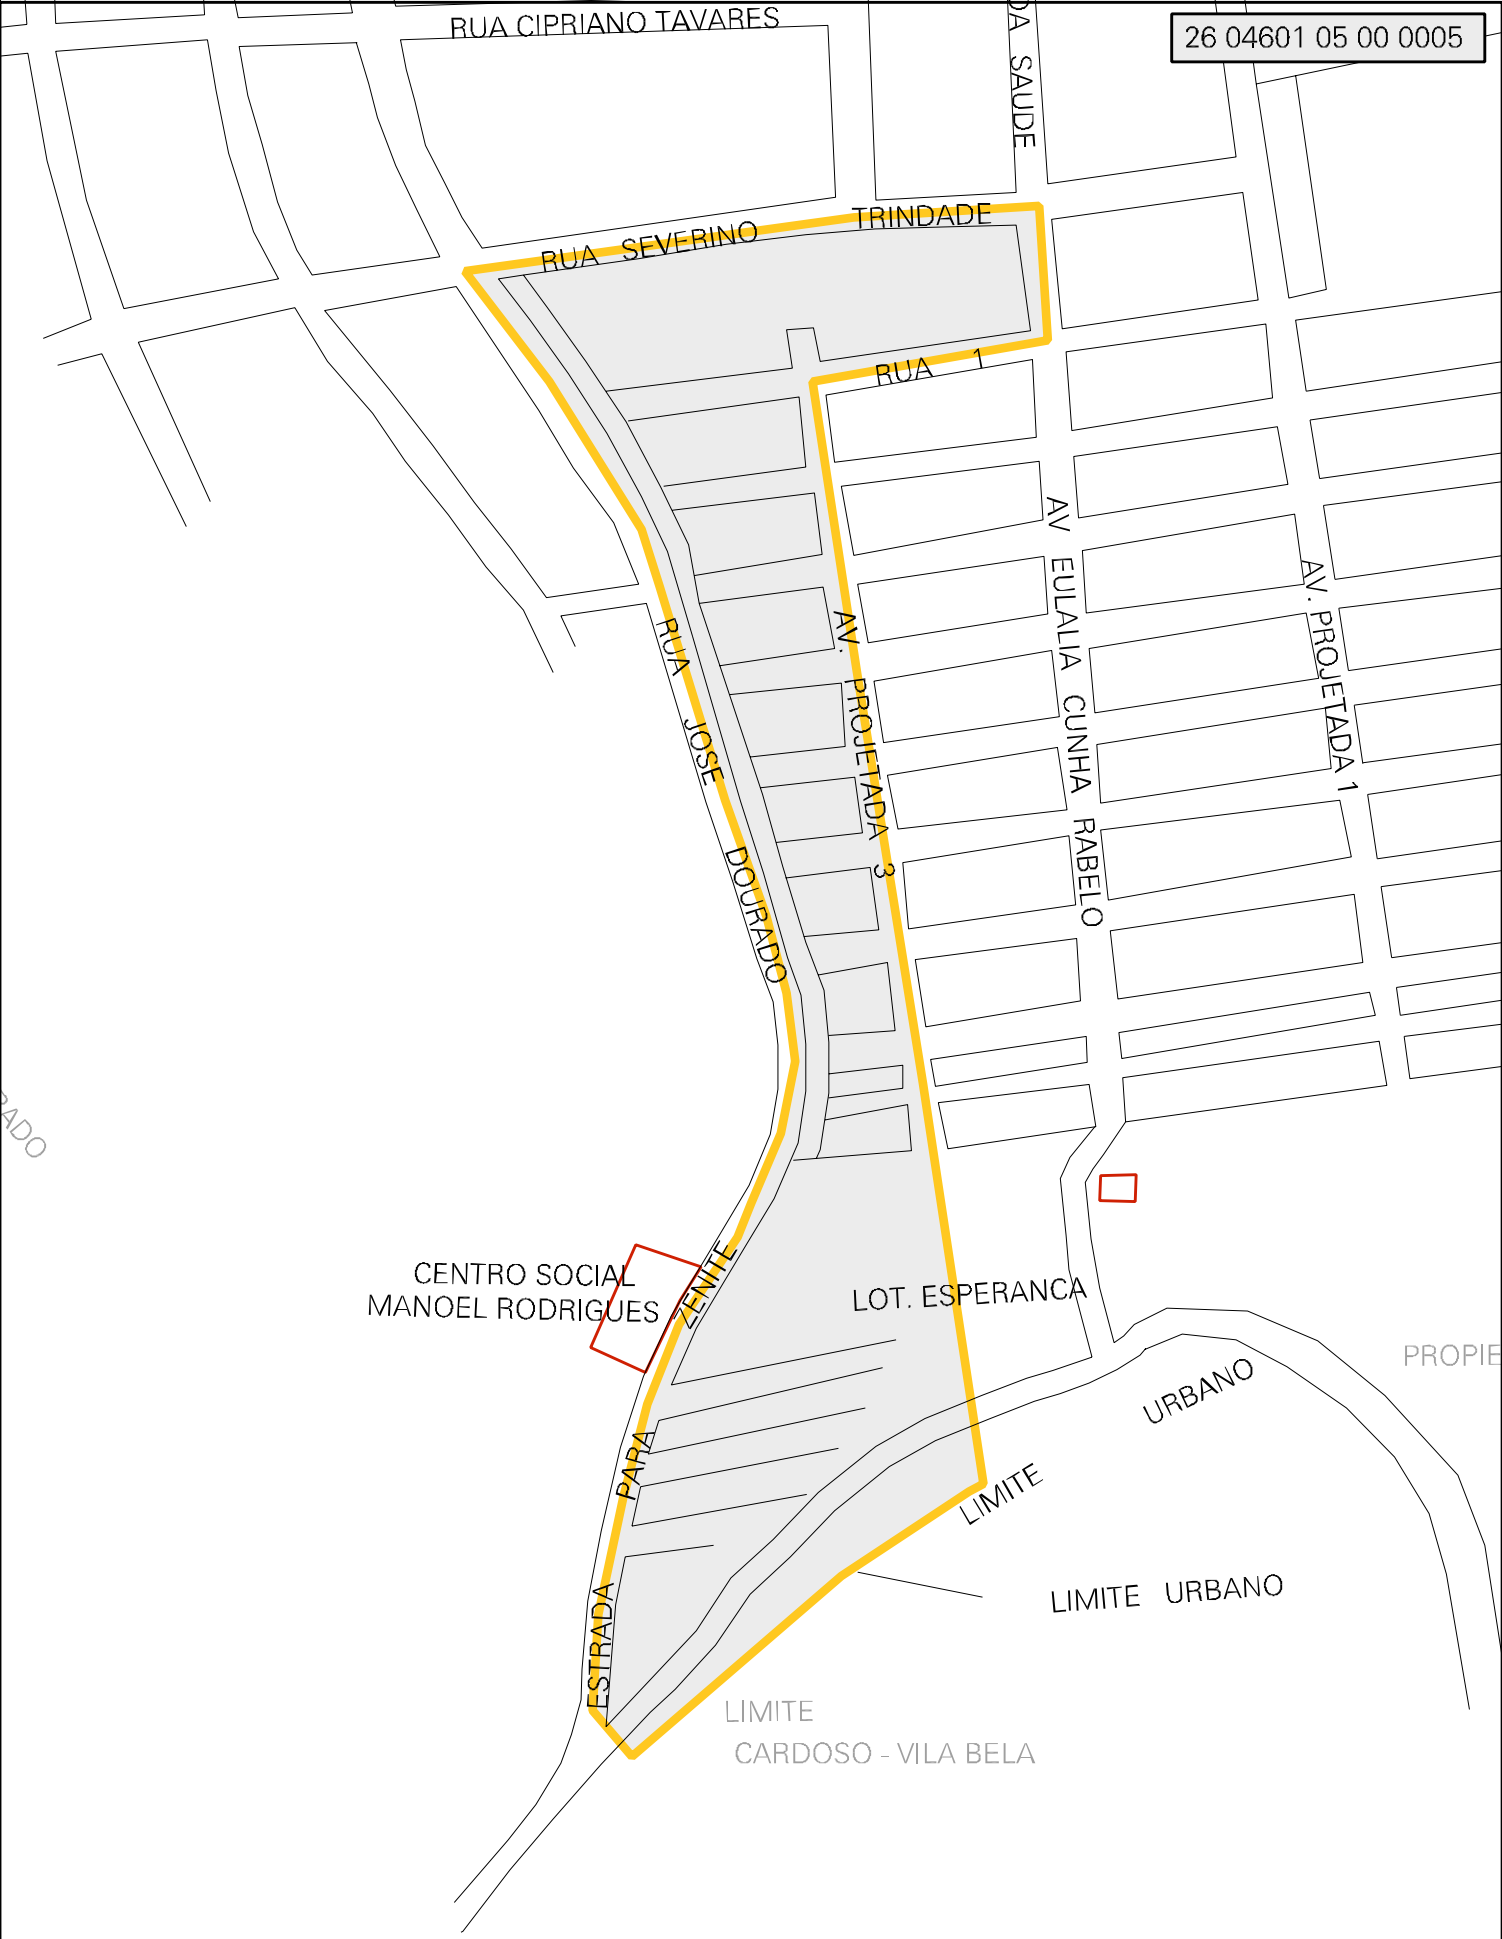 RUA CIPRIANO TAVARES
26 04601 05 00 0005
DA SAUDE
RUA SEVERINO TRINDADE
RUA 1
AV EULALIA CUNHA RABELO
AV. PROJETADA 1
AV. PROJETADA 3
RUA JOSE DOURADO
CENTRO SOCIAL
MANOEL RODRIGUES
ESTRADA PARA ZENITE
LOT. ESPERANCA
PROPIE
LIMITE URBANO
LIMITE URBANO
LIMITE
CARDOSO - VILA BELA